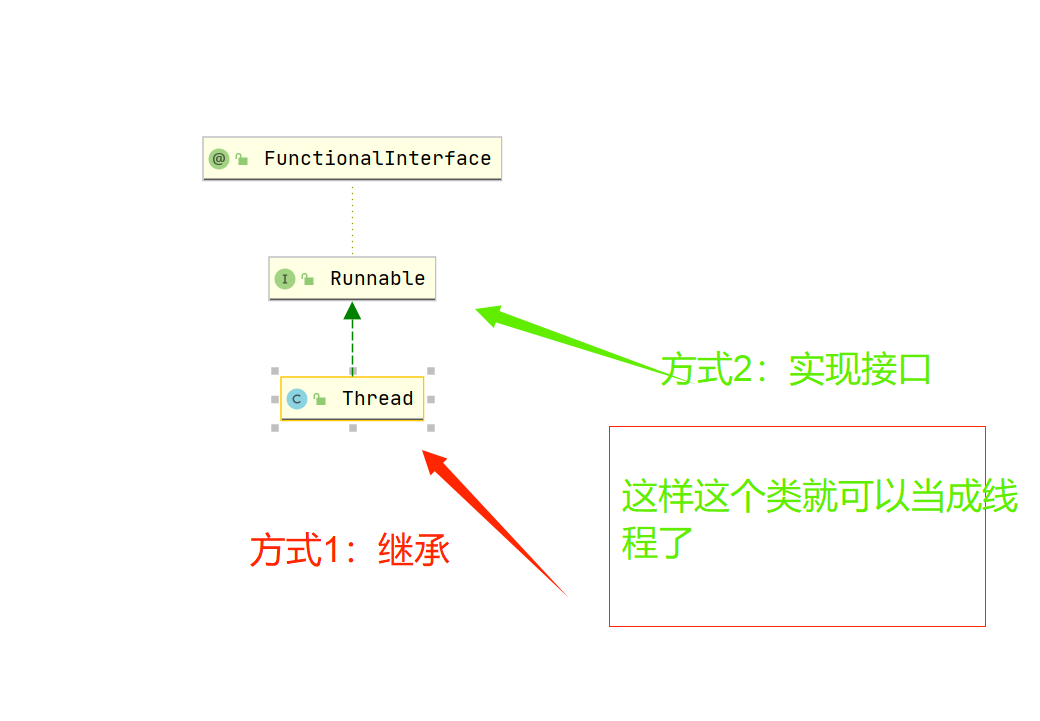 @ FunctionalInterface
I Runnable
方式2：实现接口
C Thread
这样这个类就可以当成线
程了
方式1：继承